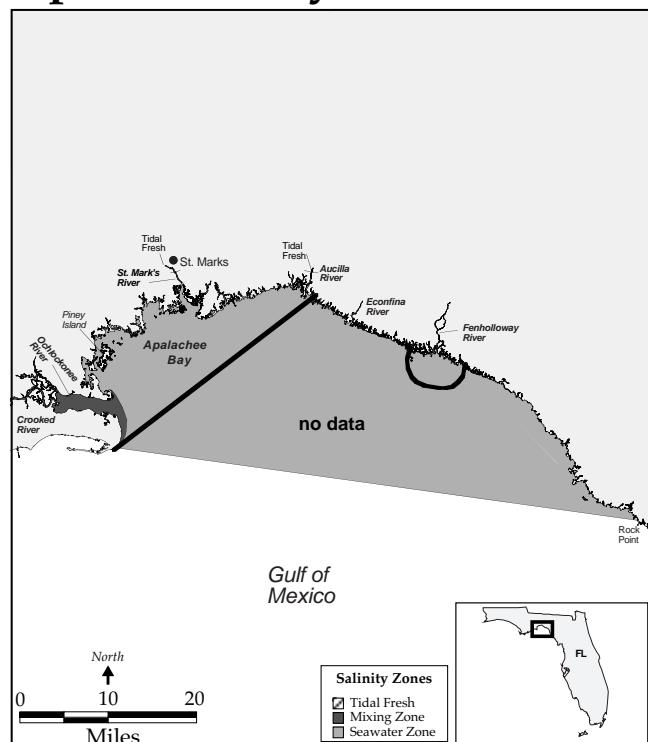 Tidal
Fresh
St. Marks
St. Mark's
River
Tidal
Fresh
Aucilla
River
Econfina
River
Fenholloway
River
Piney
Island
Apalachee
Bay
Ochlockonee
River
Crooked
River
no data
Rock
Point
Gulf of
Mexico
FL
North
0 10 20
Miles
Salinity Zones
Tidal Fresh
Mixing Zone
Seawater Zone